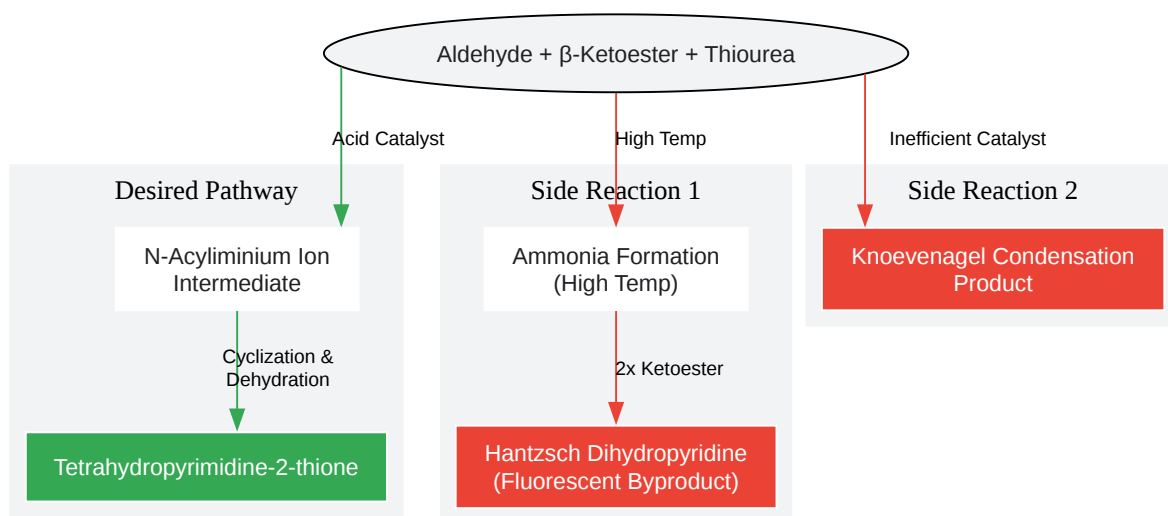 Aldehyde + β-Ketoester + Thiourea
Acid Catalyst
High Temp
Inefficient Catalyst
Desired Pathway
Side Reaction 1
Side Reaction 2
N-Acyliminium Ion
Intermediate
Ammonia Formation
(High Temp)
Knoevenagel Condensation
Product
Cyclization &
Dehydration
2x Ketoester
Tetrahydropyrimidine-2-thione
Hantzsch Dihydropyridine
(Fluorescent Byproduct)